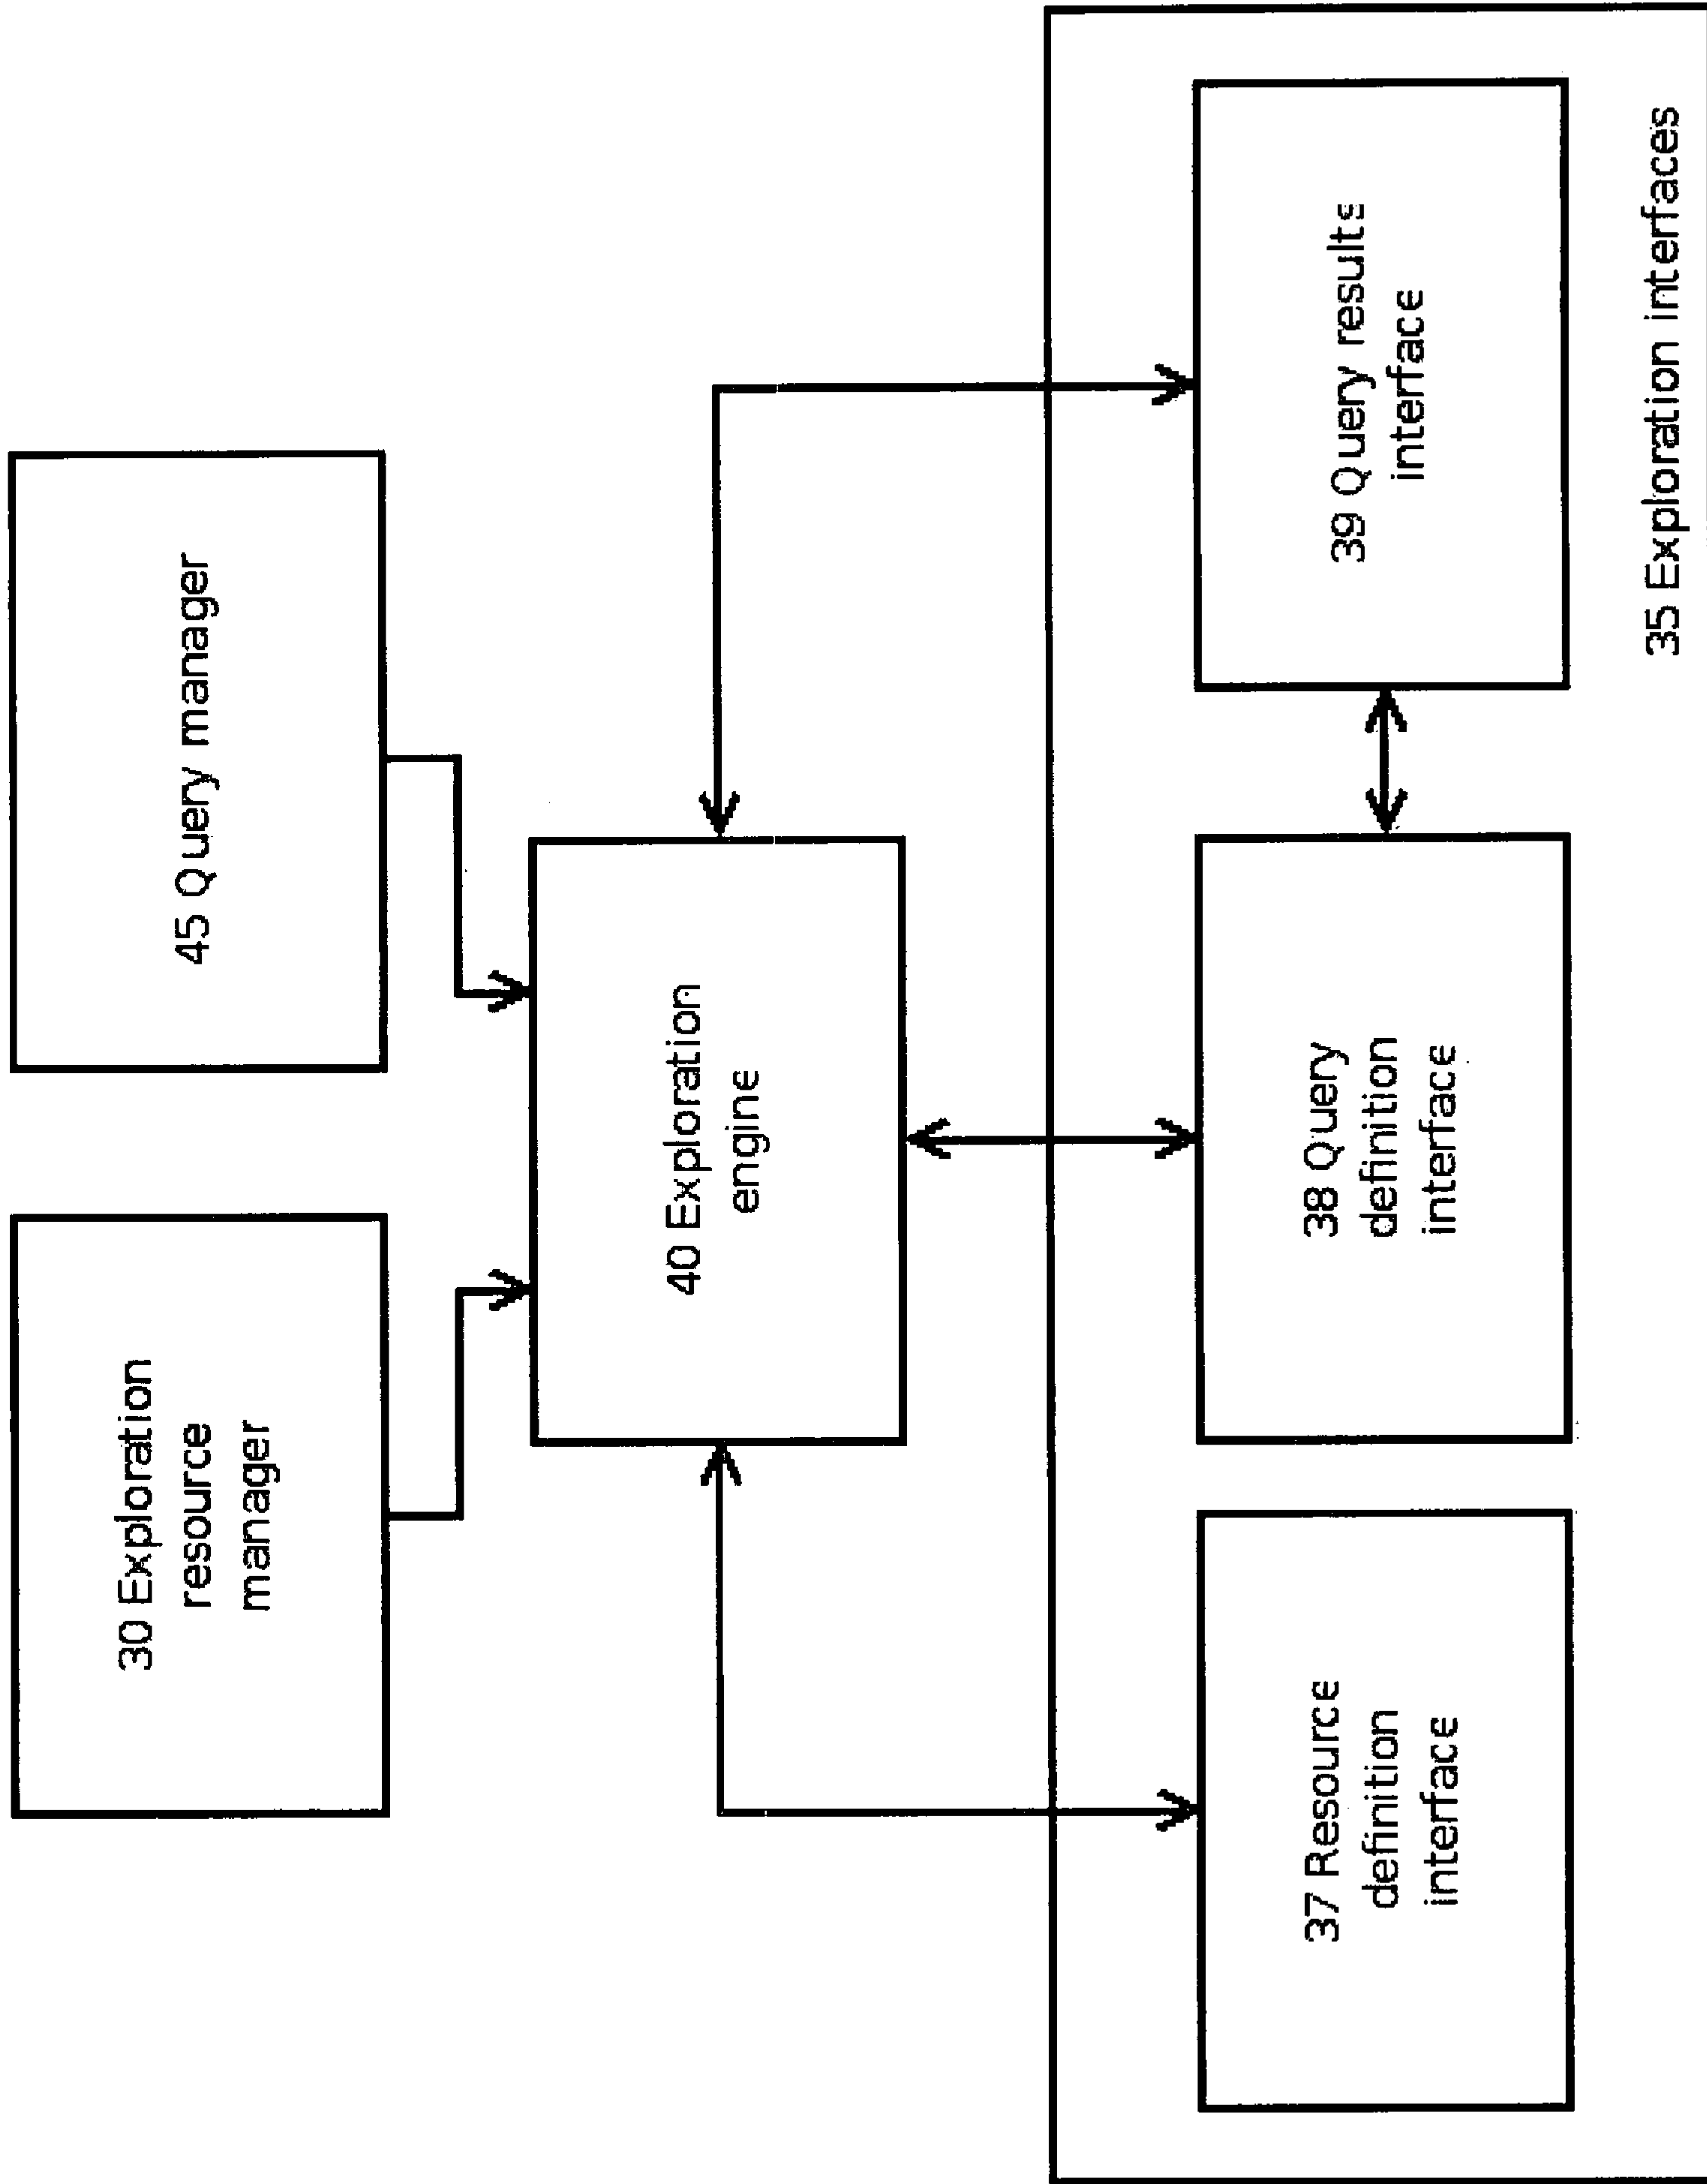 30 Exploration
resource
manager
45 Query manager
40 Exploration
engine
37 Resource
definition
interface
38 Query
definition
interface
39 Query results
interface
35 Exploration interfaces